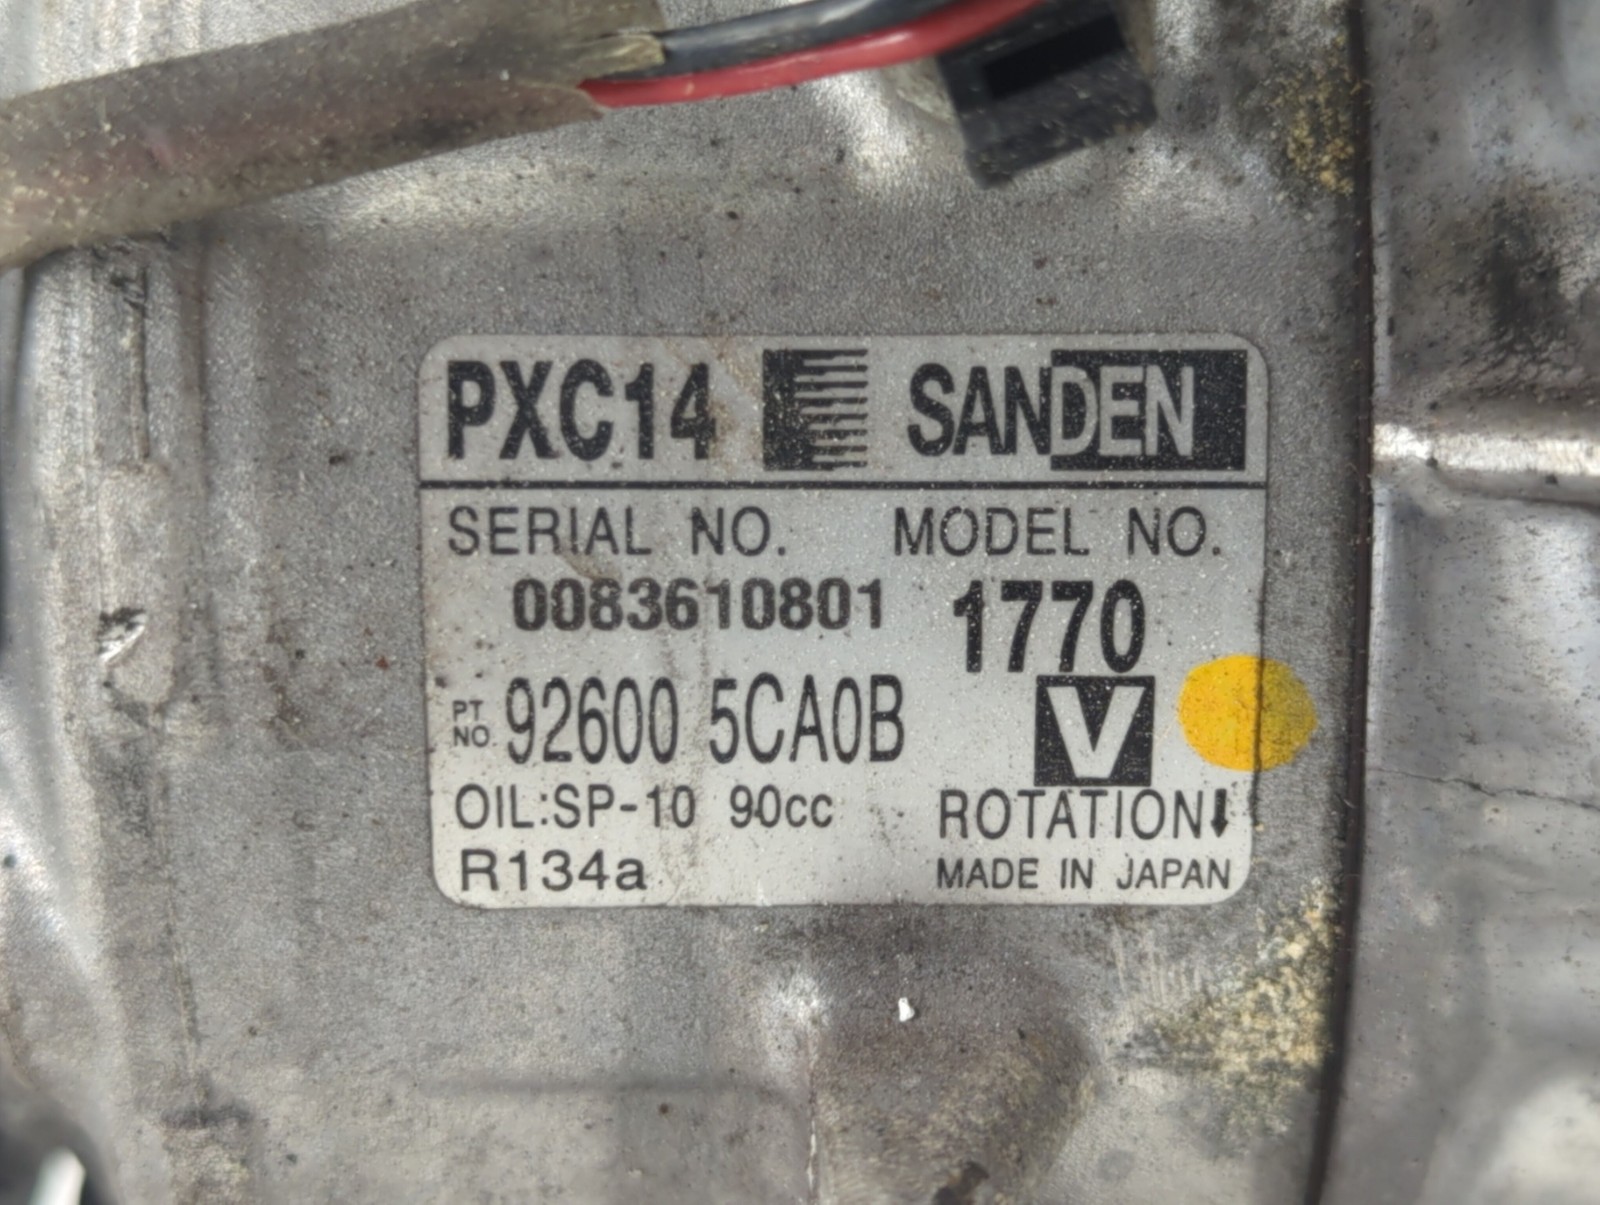 PXC14 SANDEN
SERIAL NO. MODEL NO.
0083610801 1770
PT NO. 92600 5CA0B V
OIL:SP-10 90cc ROTATION↓
R134a MADE IN JAPAN